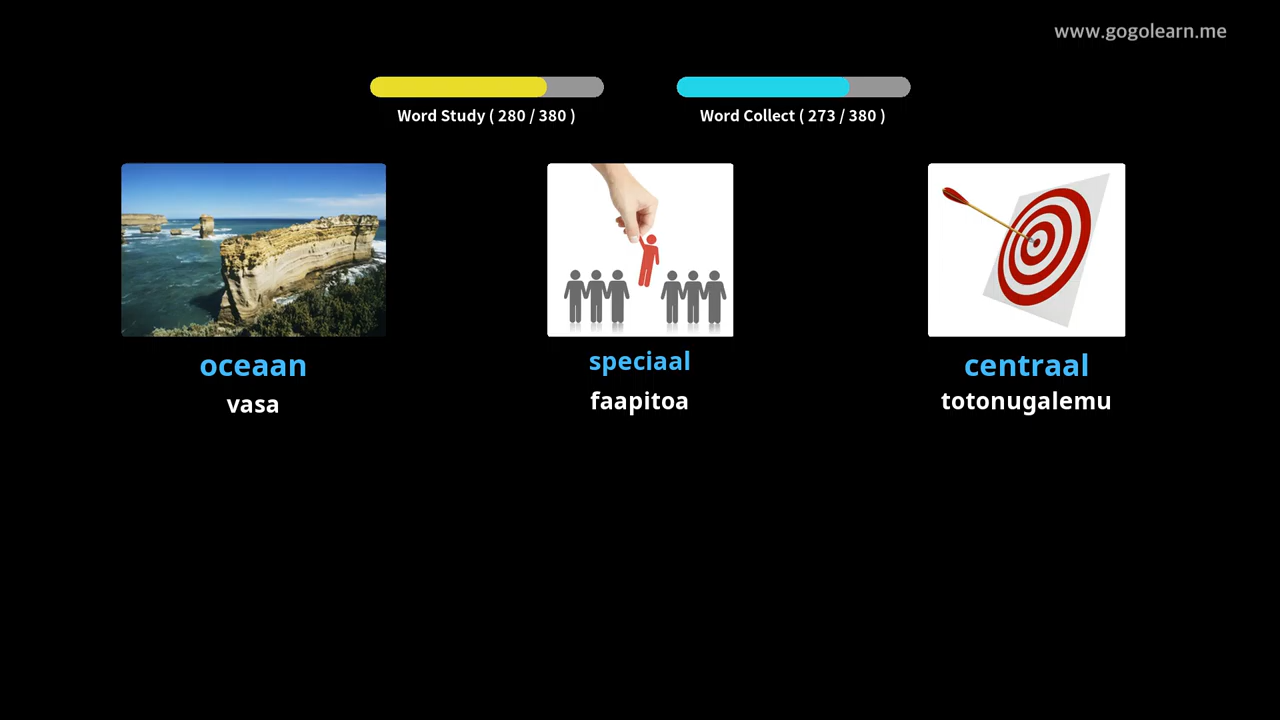 www.gogolearn.me
Word Study ( 280 / 380 )
Word Collect ( 273 / 380 )
oceaan
vasa
speciaal
faapitoa
centraal
totonugalemu